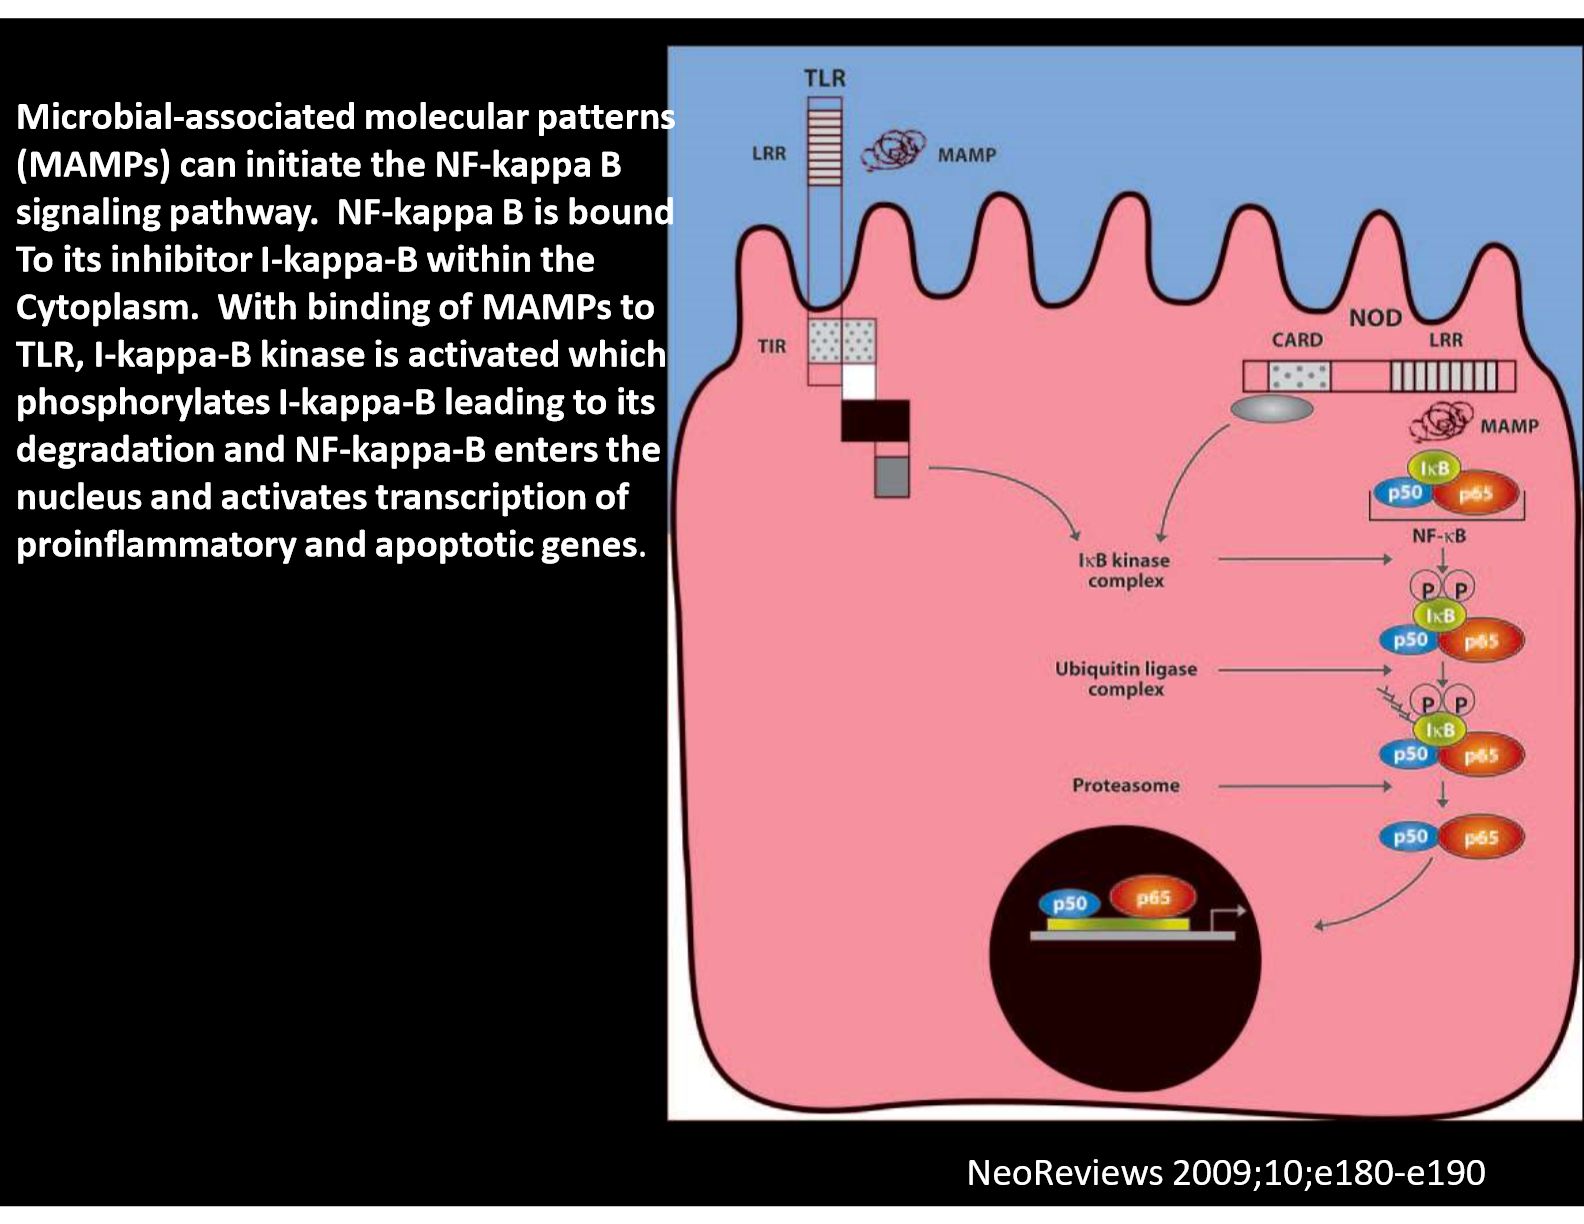 Microbial-associated molecular patterns
(MAMPs) can initiate the NF-kappa B
signaling pathway.  NF-kappa B is bound
To its inhibitor I-kappa-B within the
Cytoplasm.  With binding of MAMPs to
TLR, I-kappa-B kinase is activated which
phosphorylates I-kappa-B leading to its
degradation and NF-kappa-B enters the
nucleus and activates transcription of
proinflammatory and apoptotic genes.
TLR
LRR
MAMP
TIR
NOD
CARD
LRR
MAMP
IκB
p50
p65
NF-κB
IκB kinase
complex
P P
IκB
p50
p65
Ubiquitin ligase
complex
P P
IκB
p50
p65
Proteasome
p50
p65
p50
p65
NeoReviews 2009;10;e180-e190